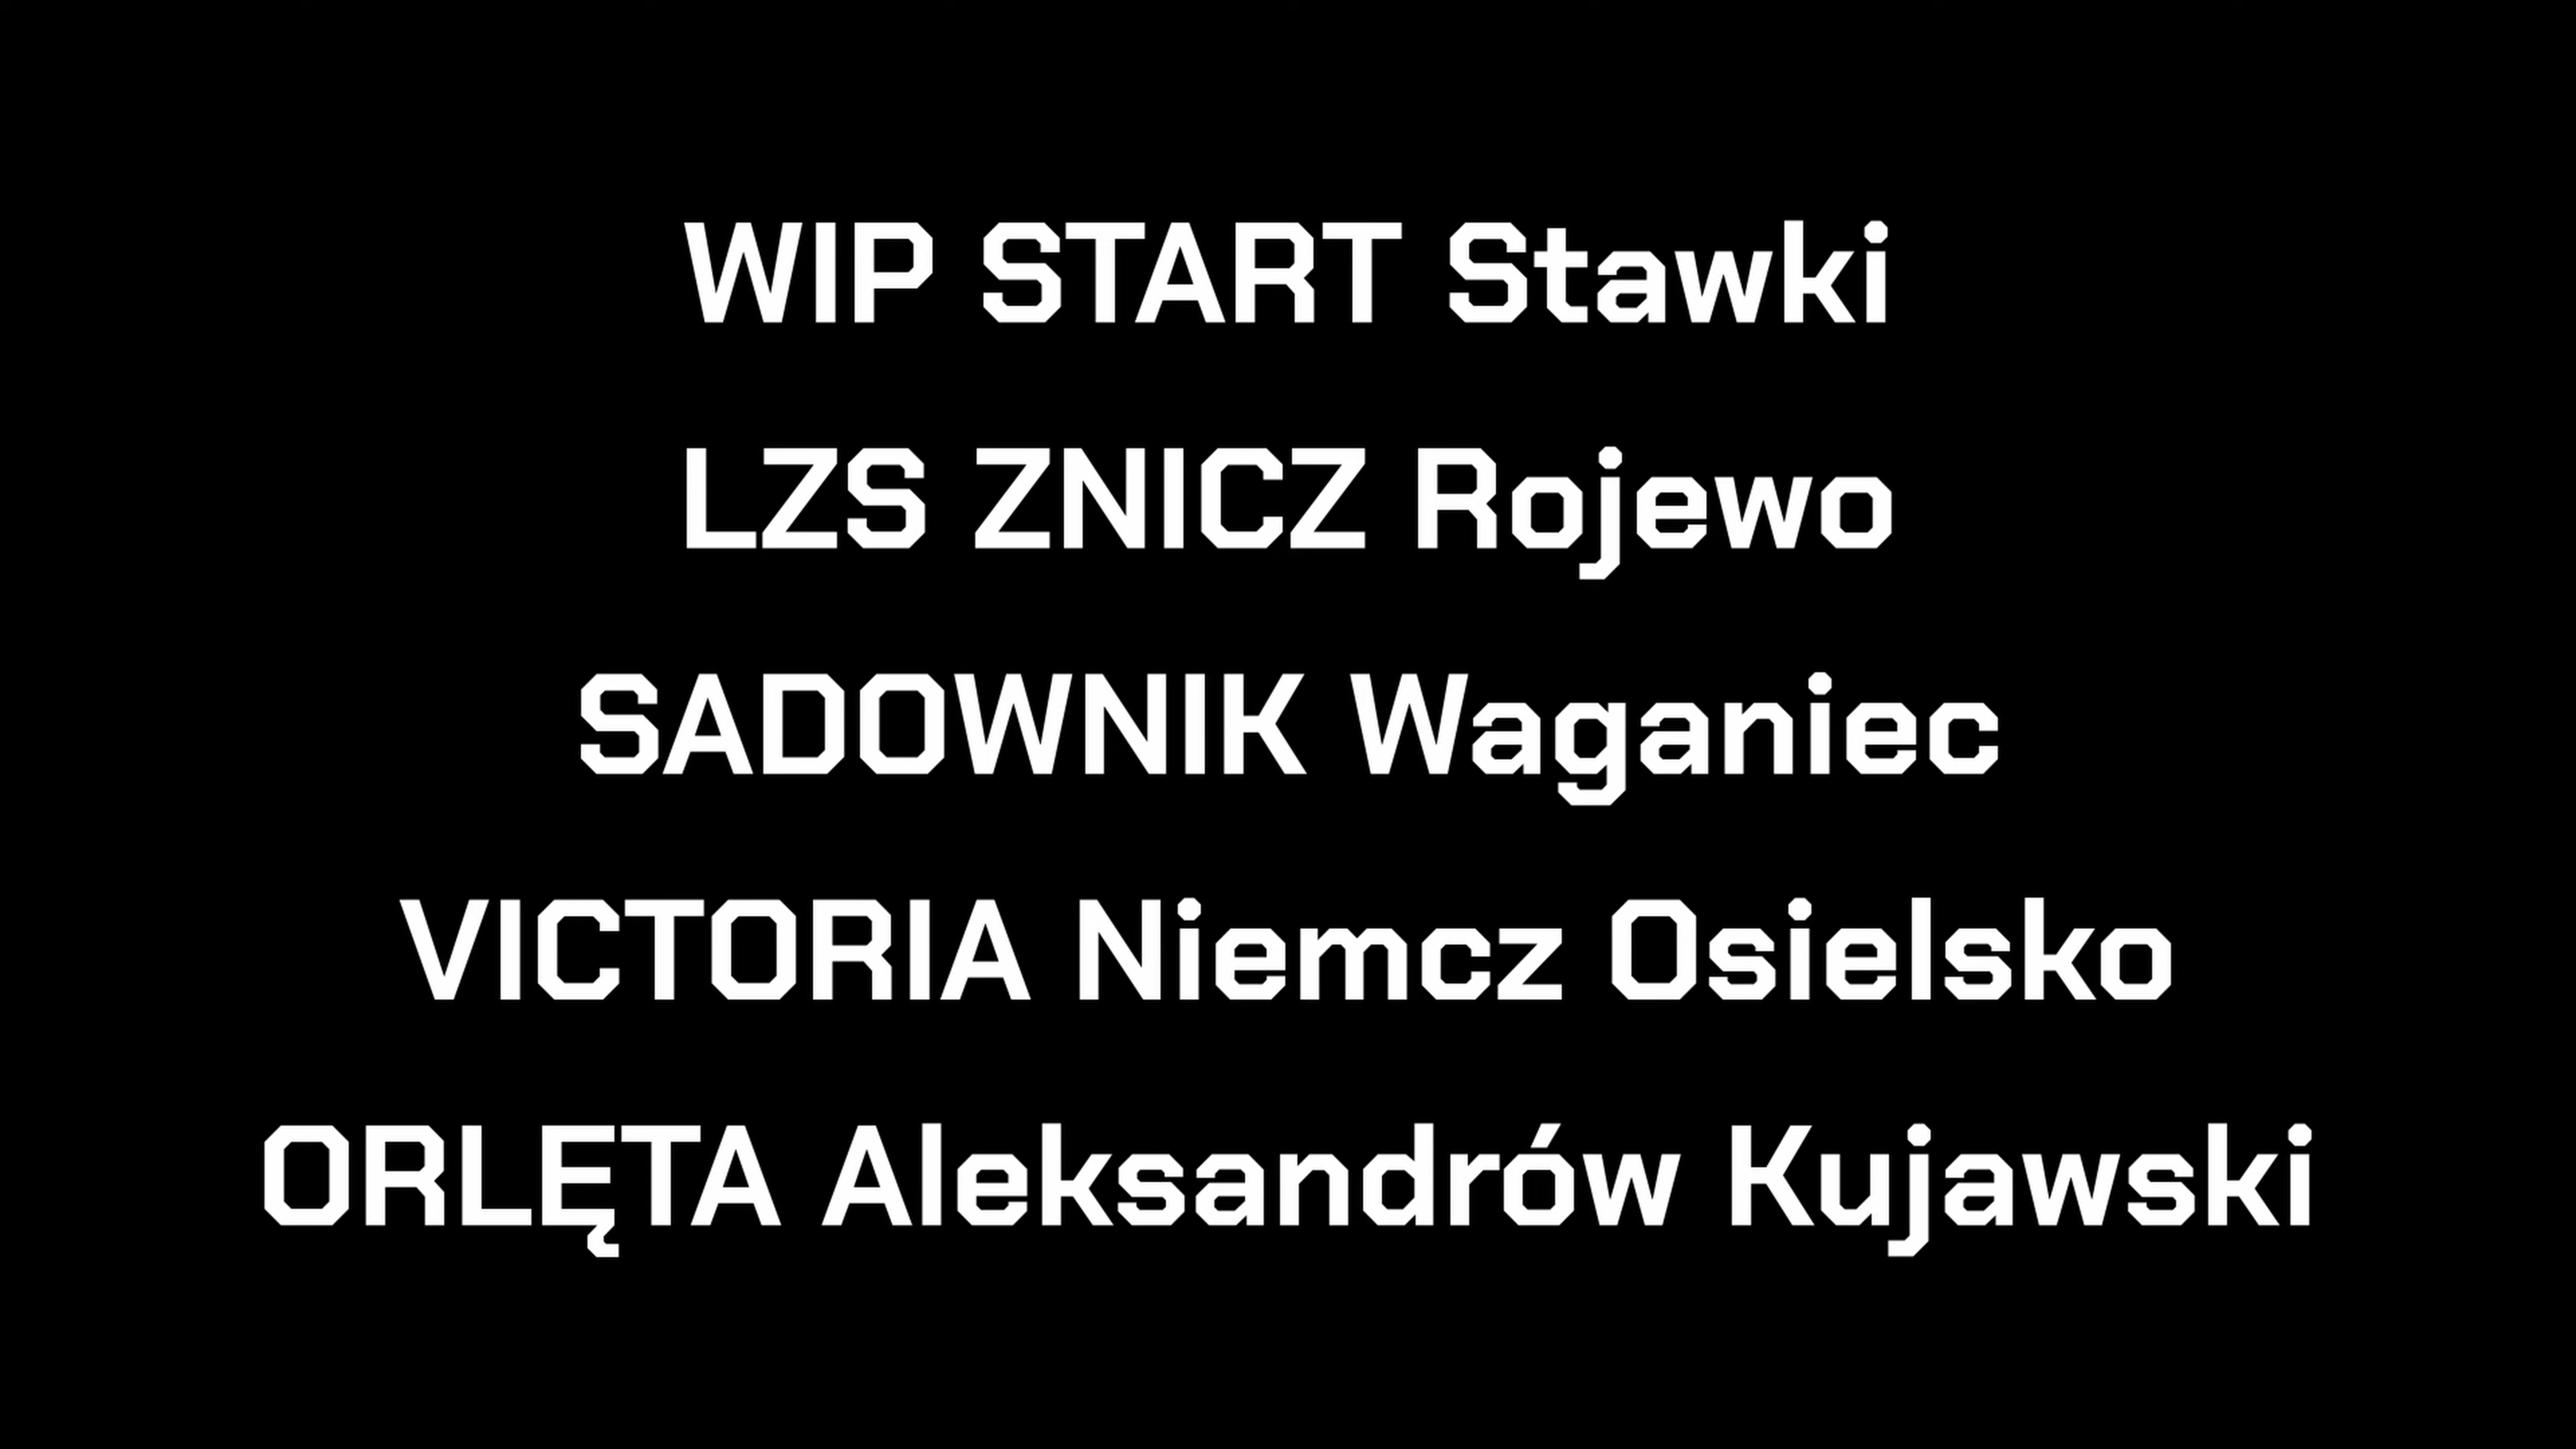 WIP START Stawki
LZS ZNICZ Rojewo
SADOWNIK Waganiec
VICTORIA Niemcz Osielsko
ORLĘTA Aleksandrów Kujawski